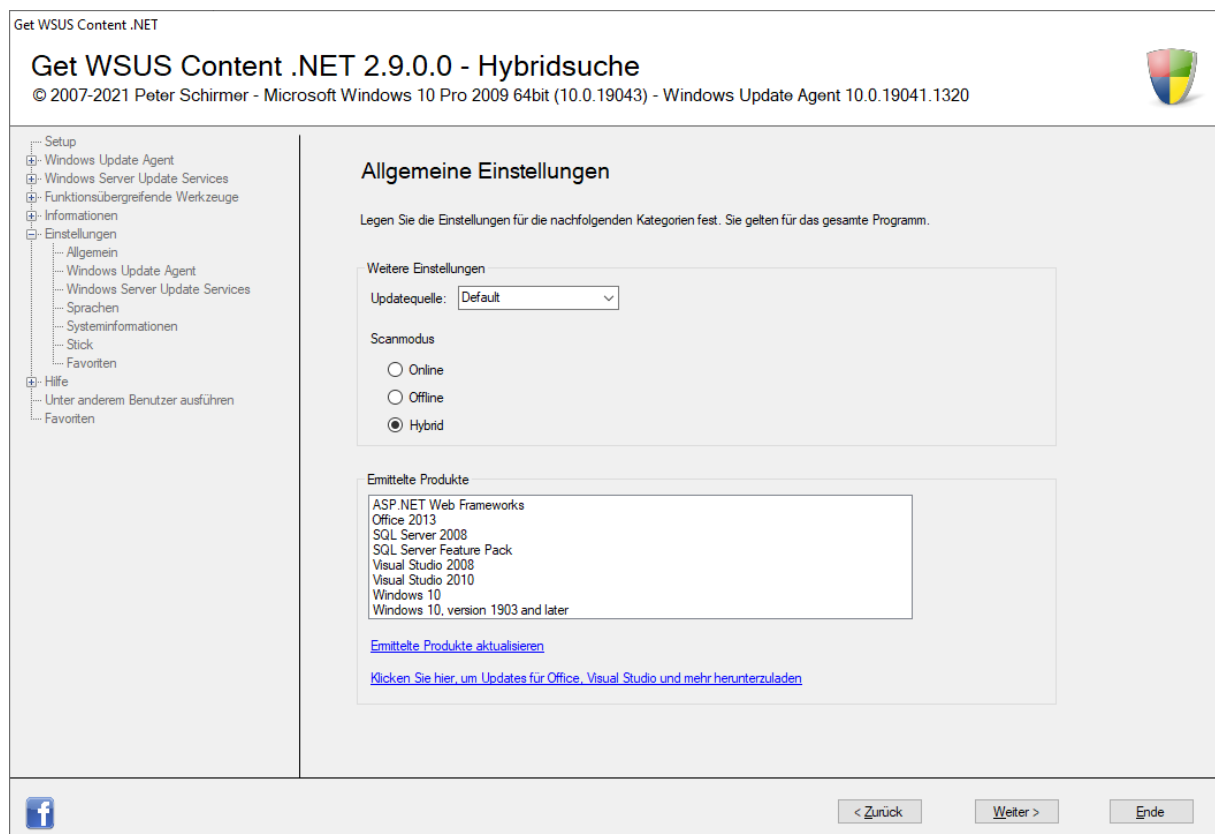 Get WSUS Content .NET
Get WSUS Content .NET 2.9.0.0 - Hybridsuche
© 2007-2021 Peter Schirmer - Microsoft Windows 10 Pro 2009 64bit (10.0.19043) - Windows Update Agent 10.0.19041.1320
Setup
Windows Update Agent
Windows Server Update Services
Funktionsübergreifende Werkzeuge
Informationen
Einstellungen
Allgemein
Windows Update Agent
Windows Server Update Services
Sprachen
Systeminformationen
Stick
Favoriten
Hilfe
Unter anderem Benutzer ausführen
Favoriten
Allgemeine Einstellungen
Legen Sie die Einstellungen für die nachfolgenden Kategorien fest. Sie gelten für das gesamte Programm.
Weitere Einstellungen
Updatequelle: Default
Scanmodus
Online
Offline
Hybrid
Ermittelte Produkte
ASP.NET Web Frameworks
Office 2013
SQL Server 2008
SQL Server Feature Pack
Visual Studio 2008
Visual Studio 2010
Windows 10
Windows 10, version 1903 and later
Ermittelte Produkte aktualisieren
Klicken Sie hier, um Updates für Office, Visual Studio und mehr herunterzuladen
< Zurück
Weiter >
Ende